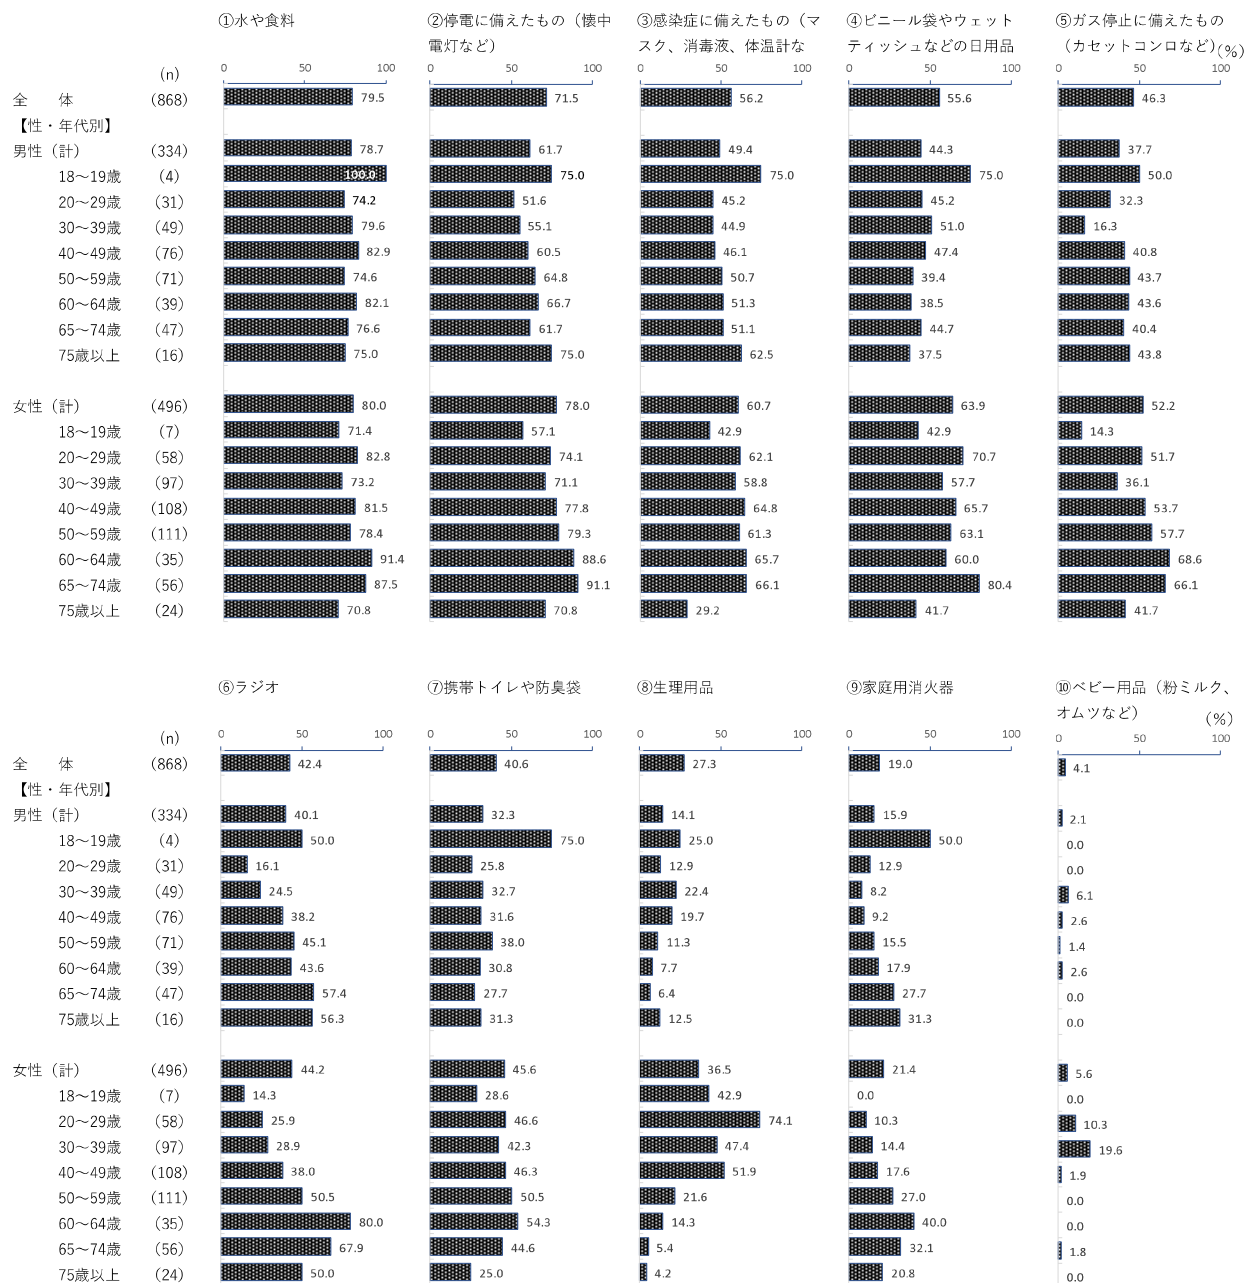 ①水や食料 ②停電に備えたもの（懐中 ③感染症に備えたもの（マ ④ビニール袋やウェット ⑤ガス停止に備えたもの
電灯など） スク、消毒液、体温計な ティッシュなどの日用品 （カセットコンロなど） (%)
(n) 0 50 100 0 50 100 0 50 100 0 50 100 0 50 100
全　体 (868) 79.5 71.5 56.2 55.6 46.3
【性・年代別】
男性（計） (334) 78.7 61.7 49.4 44.3 37.7
18～19歳 (4) 100.0 75.0 75.0 75.0 50.0
20～29歳 (31) 74.2 51.6 45.2 45.2 32.3
30～39歳 (49) 79.6 55.1 44.9 51.0 16.3
40～49歳 (76) 82.9 60.5 46.1 47.4 40.8
50～59歳 (71) 74.6 64.8 50.7 39.4 43.7
60～64歳 (39) 82.1 66.7 51.3 38.5 43.6
65～74歳 (47) 76.6 61.7 51.1 44.7 40.4
75歳以上 (16) 75.0 75.0 62.5 37.5 43.8
女性（計） (496) 80.0 78.0 60.7 63.9 52.2
18～19歳 (7) 71.4 57.1 42.9 42.9 14.3
20～29歳 (58) 82.8 74.1 62.1 70.7 51.7
30～39歳 (97) 73.2 71.1 58.8 57.7 36.1
40～49歳 (108) 81.5 77.8 64.8 65.7 53.7
50～59歳 (111) 78.4 79.3 61.3 63.1 57.7
60～64歳 (35) 91.4 88.6 65.7 60.0 68.6
65～74歳 (56) 87.5 91.1 66.1 80.4 66.1
75歳以上 (24) 70.8 70.8 29.2 41.7 41.7
⑥ラジオ ⑦携帯トイレや防臭袋 ⑧生理用品 ⑨家庭用消火器 ⑩ベビー用品（粉ミルク、
オムツなど） (%)
(n) 0 50 100 0 50 100 0 50 100 0 50 100 0 50 100
全　体 (868) 42.4 40.6 27.3 19.0 4.1
【性・年代別】
男性（計） (334) 40.1 32.3 14.1 15.9 2.1
18～19歳 (4) 50.0 75.0 25.0 50.0 0.0
20～29歳 (31) 16.1 25.8 12.9 12.9 0.0
30～39歳 (49) 24.5 32.7 22.4 8.2 6.1
40～49歳 (76) 38.2 31.6 19.7 9.2 2.6
50～59歳 (71) 45.1 38.0 11.3 15.5 1.4
60～64歳 (39) 43.6 30.8 7.7 17.9 2.6
65～74歳 (47) 57.4 27.7 6.4 27.7 0.0
75歳以上 (16) 56.3 31.3 12.5 31.3 0.0
女性（計） (496) 44.2 45.6 36.5 21.4 5.6
18～19歳 (7) 14.3 28.6 42.9 0.0 0.0
20～29歳 (58) 25.9 46.6 74.1 10.3 10.3
30～39歳 (97) 28.9 42.3 47.4 14.4 19.6
40～49歳 (108) 38.0 46.3 51.9 17.6 1.9
50～59歳 (111) 50.5 50.5 21.6 27.0 0.0
60～64歳 (35) 80.0 54.3 14.3 40.0 0.0
65～74歳 (56) 67.9 44.6 5.4 32.1 1.8
75歳以上 (24) 50.0 25.0 4.2 20.8 0.0